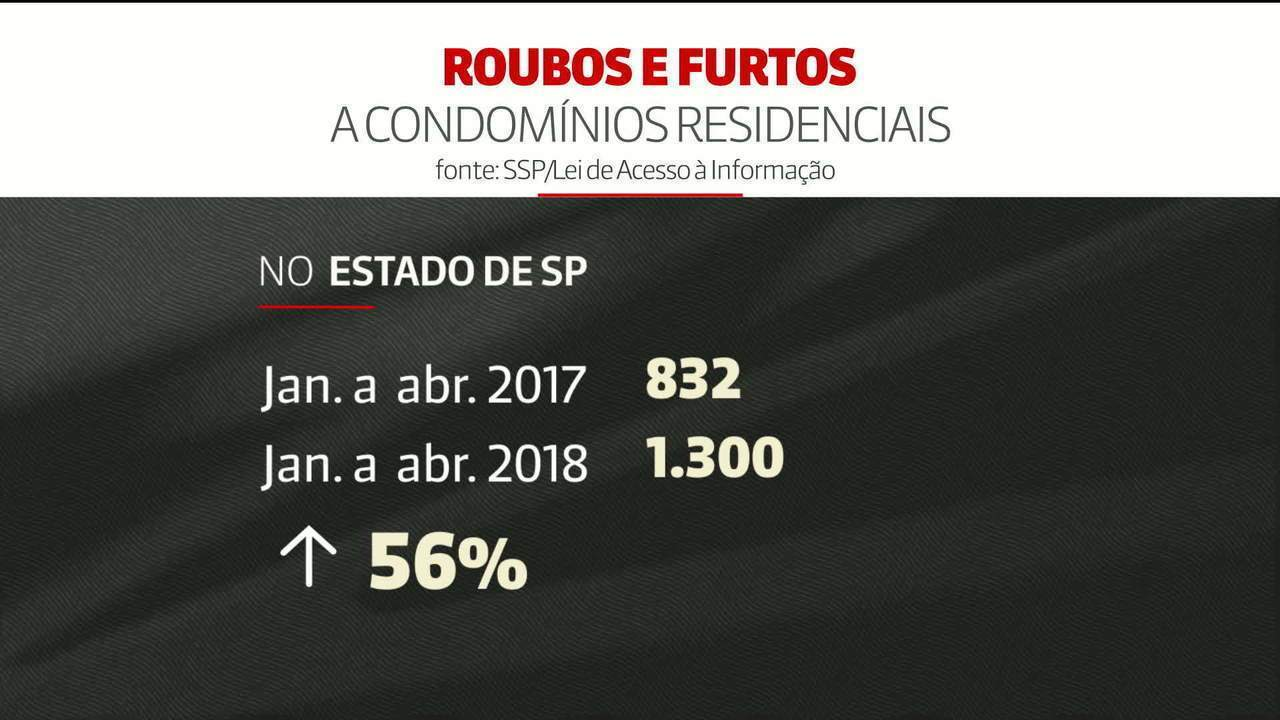 ROUBOS E FURTOS
A CONDOMÍNIOS RESIDENCIAIS
fonte: SSP/Lei de Acesso à Informação
NO ESTADO DE SP
Jan. a abr. 2017 832
Jan. a abr. 2018 1.300
↑ 56%